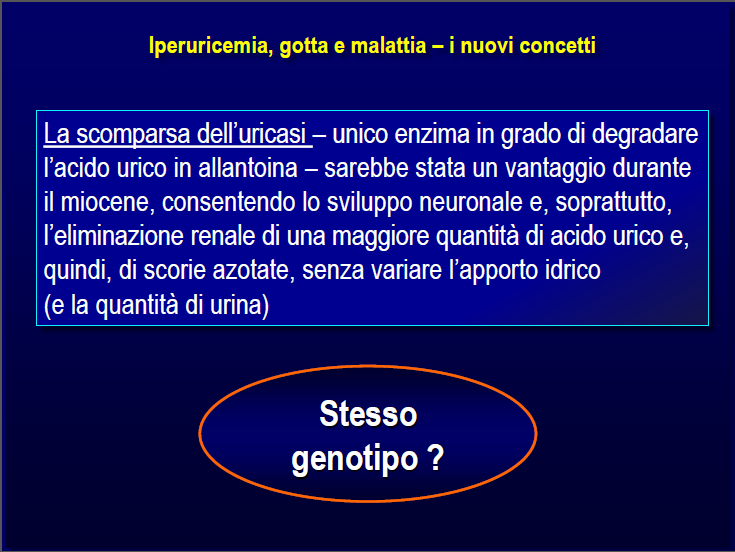 Iperuricemia, gotta e malattia – i nuovi concetti
La scomparsa dell'uricasi – unico enzima in grado di degradare
l'acido urico in allantoina – sarebbe stata un vantaggio durante
il miocene, consentendo lo sviluppo neuronale e, soprattutto,
l'eliminazione renale di una maggiore quantità di acido urico e,
quindi, di scorie azotate, senza variare l'apporto idrico
(e la quantità di urina)
Stesso
genotipo ?